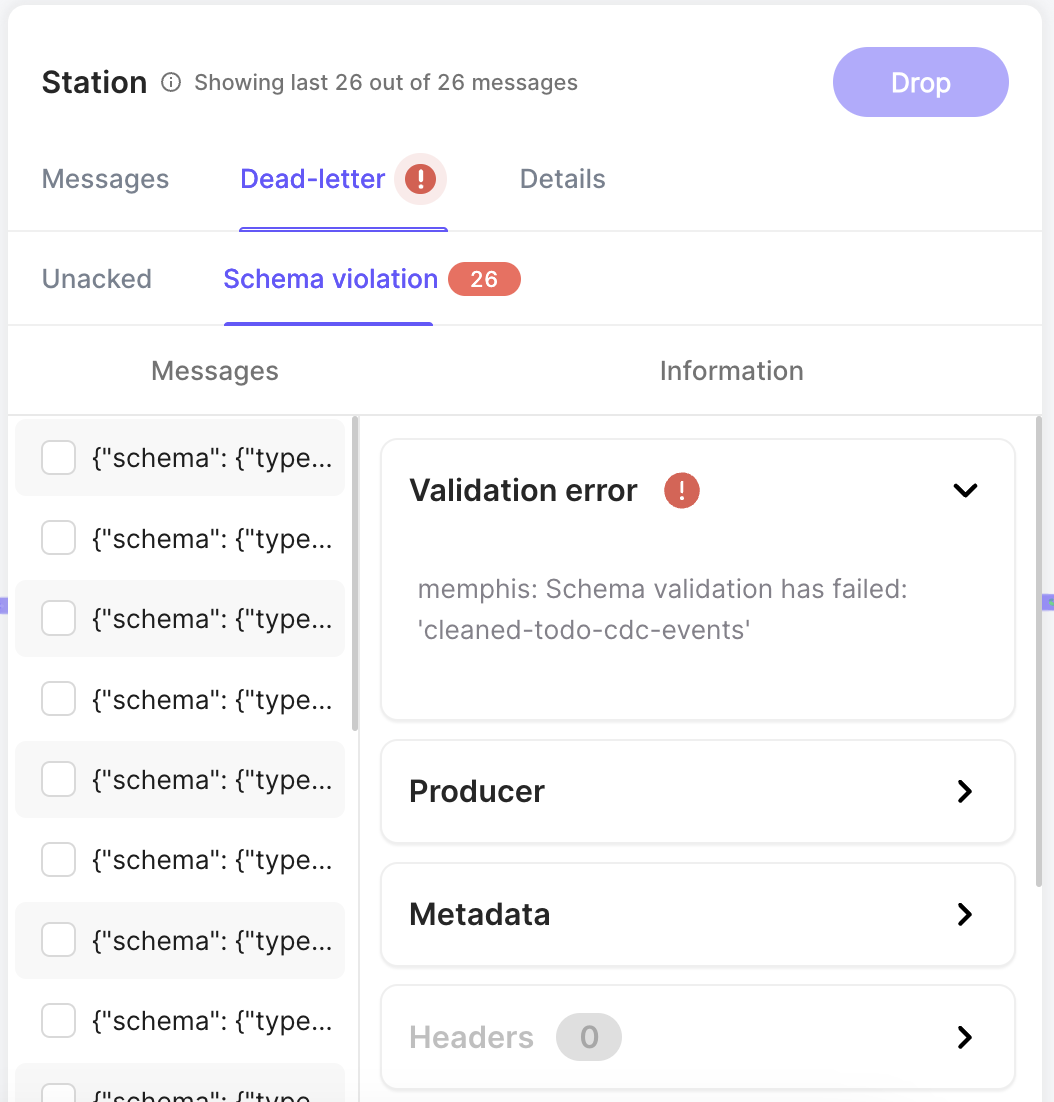 Station Showing last 26 out of 26 messages Drop
Messages Dead-letter ! Details
Unacked Schema violation 26
Messages Information
{"schema": {"type...
{"schema": {"type...
{"schema": {"type...
{"schema": {"type...
{"schema": {"type...
{"schema": {"type...
{"schema": {"type...
{"schema": {"type...
{"schema": {"type...
Validation error !
memphis: Schema validation has failed:
'cleaned-todo-cdc-events'
Producer
Metadata
Headers 0